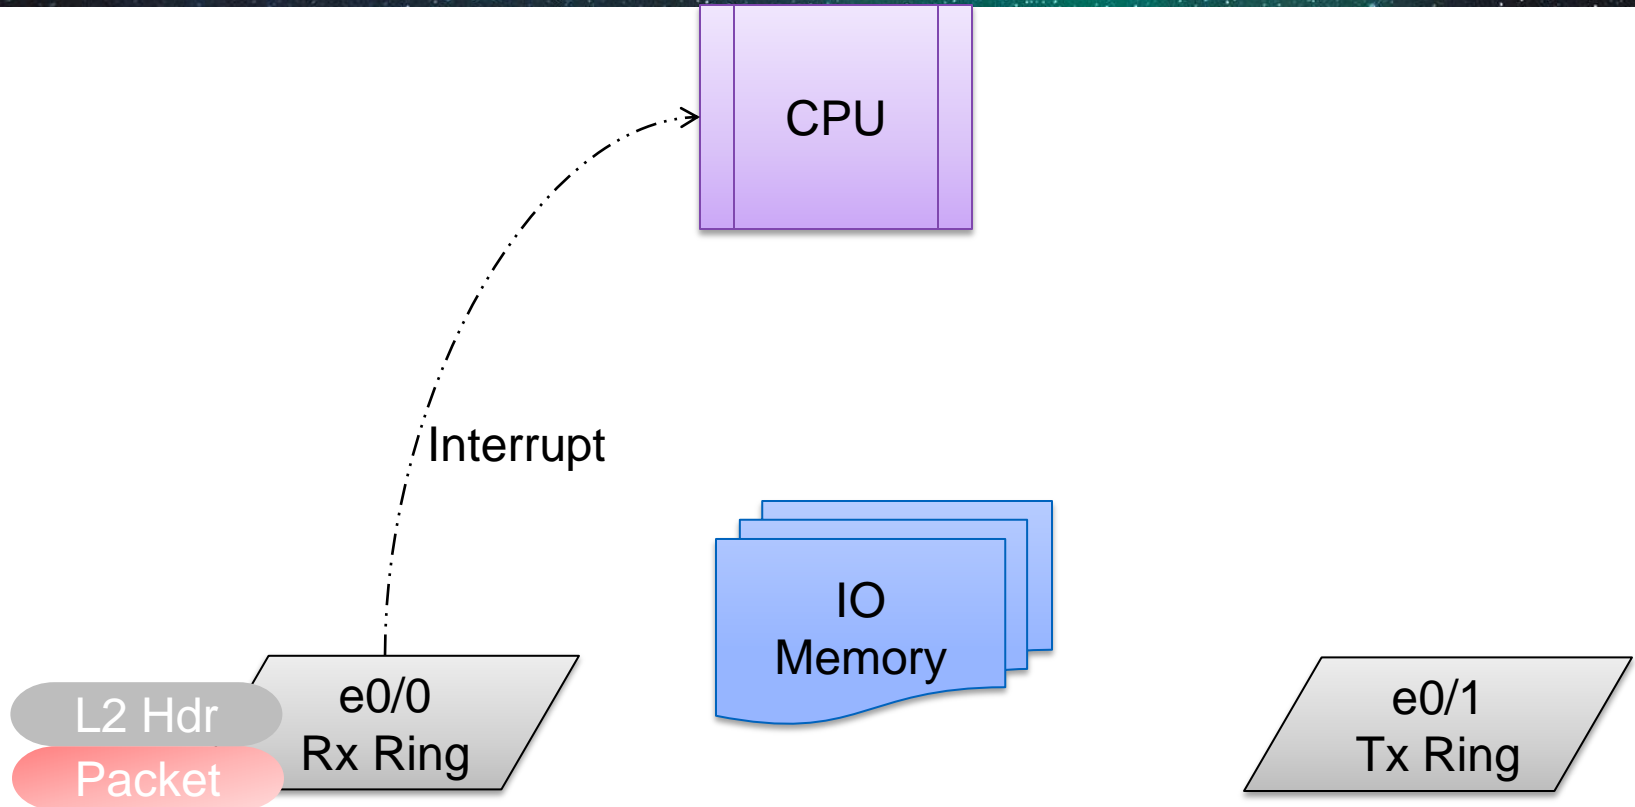 CPU
Interrupt
IO
Memory
L2 Hdr
Packet
e0/0
Rx Ring
e0/1
Tx Ring